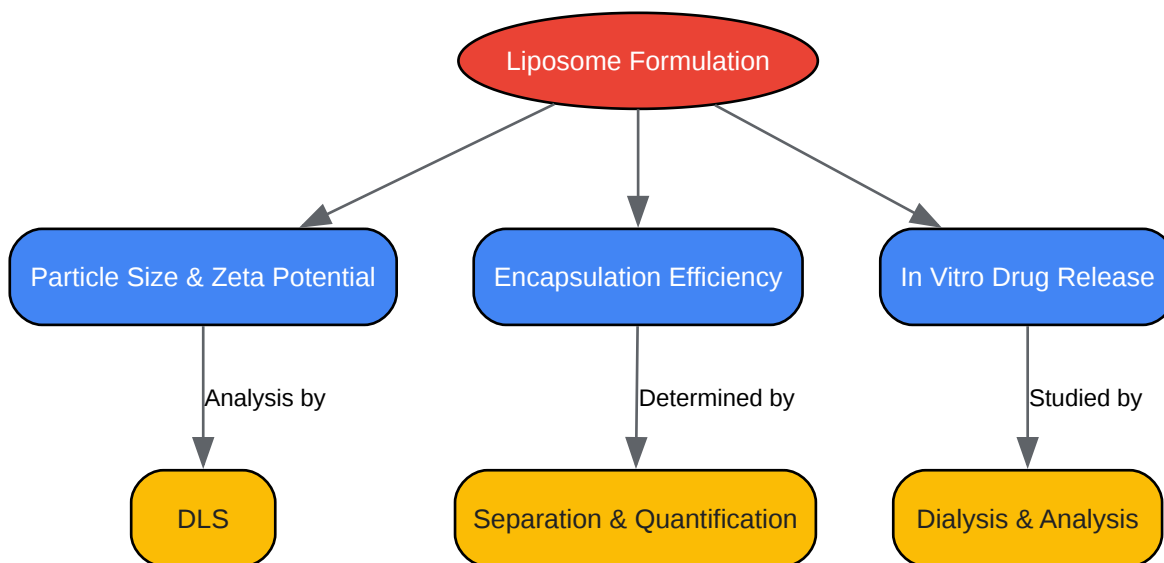 Liposome Formulation
Particle Size & Zeta Potential
Encapsulation Efficiency
In Vitro Drug Release
Analysis by
Determined by
Studied by
DLS
Separation & Quantification
Dialysis & Analysis